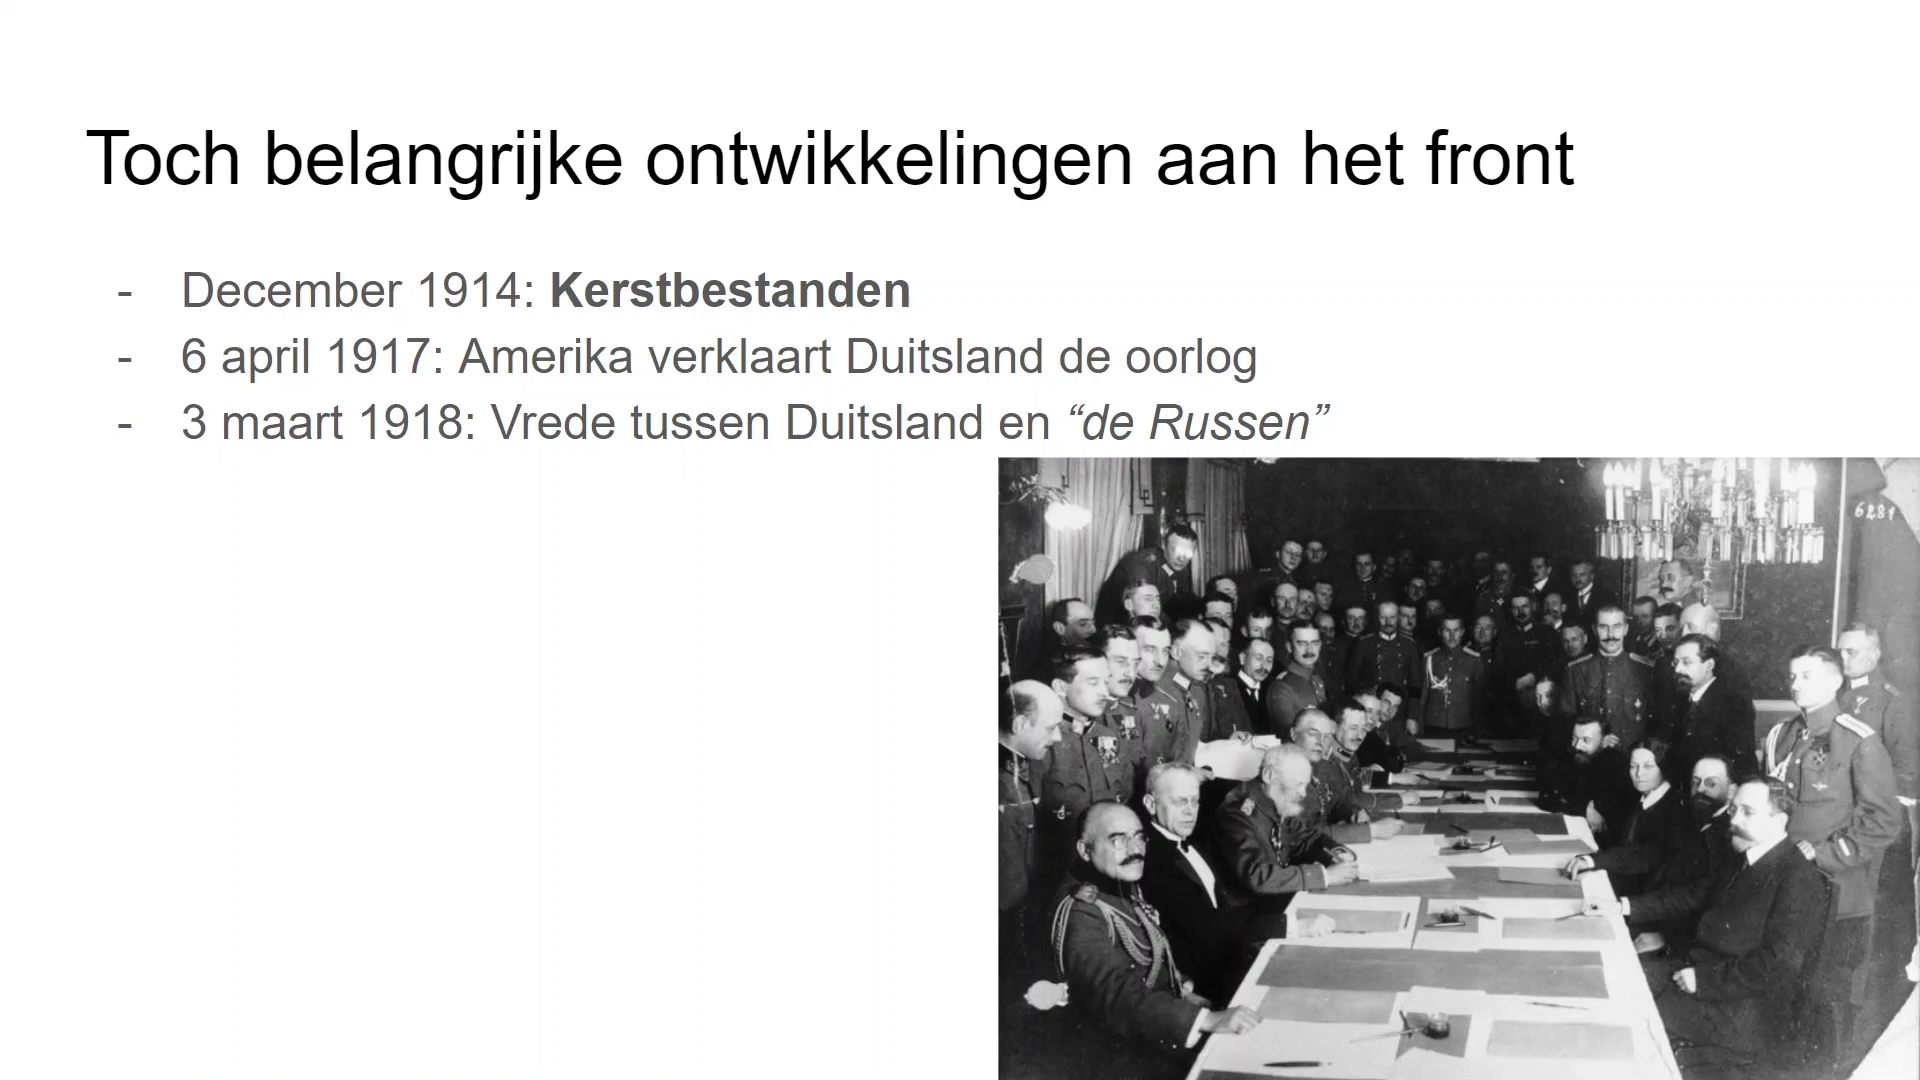 Toch belangrijke ontwikkelingen aan het front
- December 1914: Kerstbestanden
- 6 april 1917: Amerika verklaart Duitsland de oorlog
- 3 maart 1918: Vrede tussen Duitsland en “de Russen”
6281